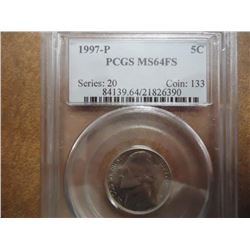 1997-P 5C
PCGS MS64FS
Series: 20 Coin: 133
84139.64/21826390